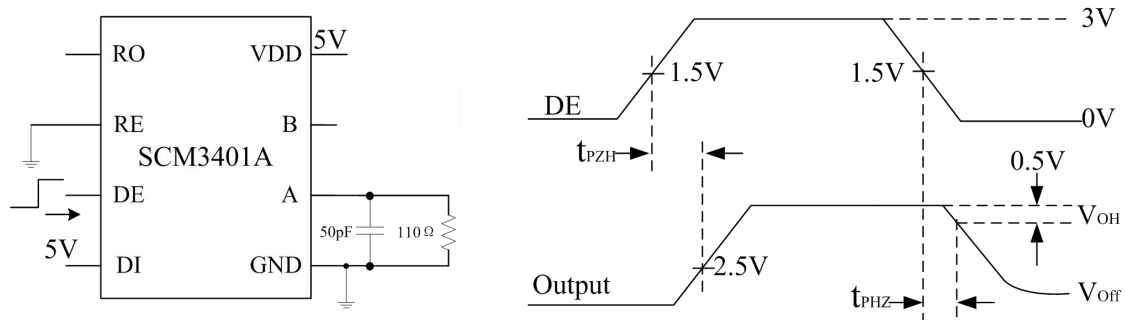 RO
VDD
5V
RE
B
SCM3401A
DE
A
50pF
110Ω
5V
DI
GND
3V
1.5V
1.5V
DE
0V
tPZH
0.5V
VOH
2.5V
Output
tPHZ
VOff